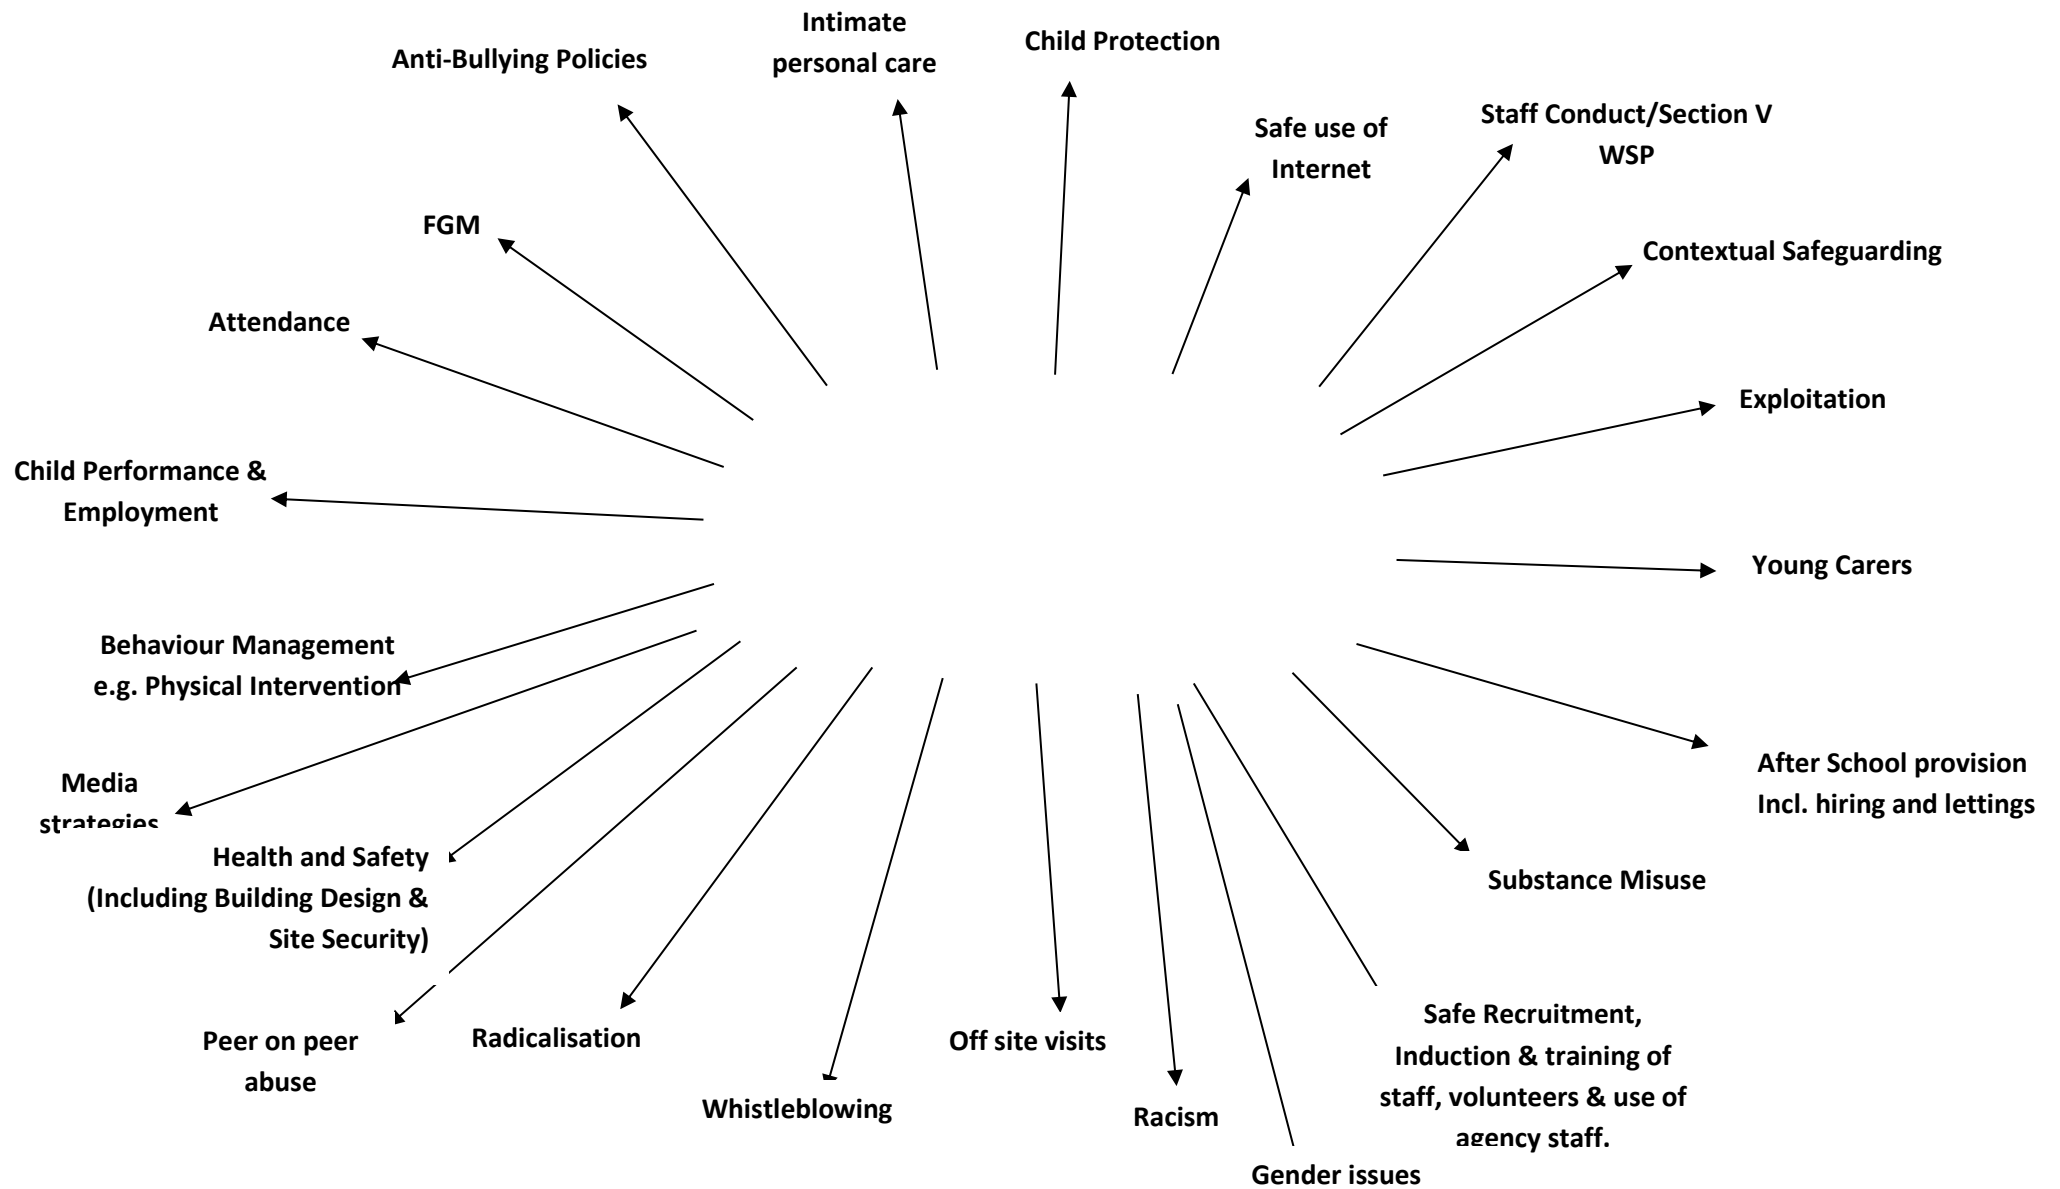 Intimate
personal care
Child Protection
Anti-Bullying Policies
Safe use of
Internet
Staff Conduct/Section V
WSP
FGM
Contextual Safeguarding
Attendance
Exploitation
Child Performance &
Employment
Young Carers
Behaviour Management
e.g. Physical Intervention
Media
strategies
After School provision
Incl. hiring and lettings
Health and Safety
(Including Building Design &
Site Security)
Substance Misuse
Peer on peer
abuse
Radicalisation
Off site visits
Safe Recruitment,
Induction & training of
staff, volunteers & use of
agency staff.
Whistleblowing
Racism
Gender issues